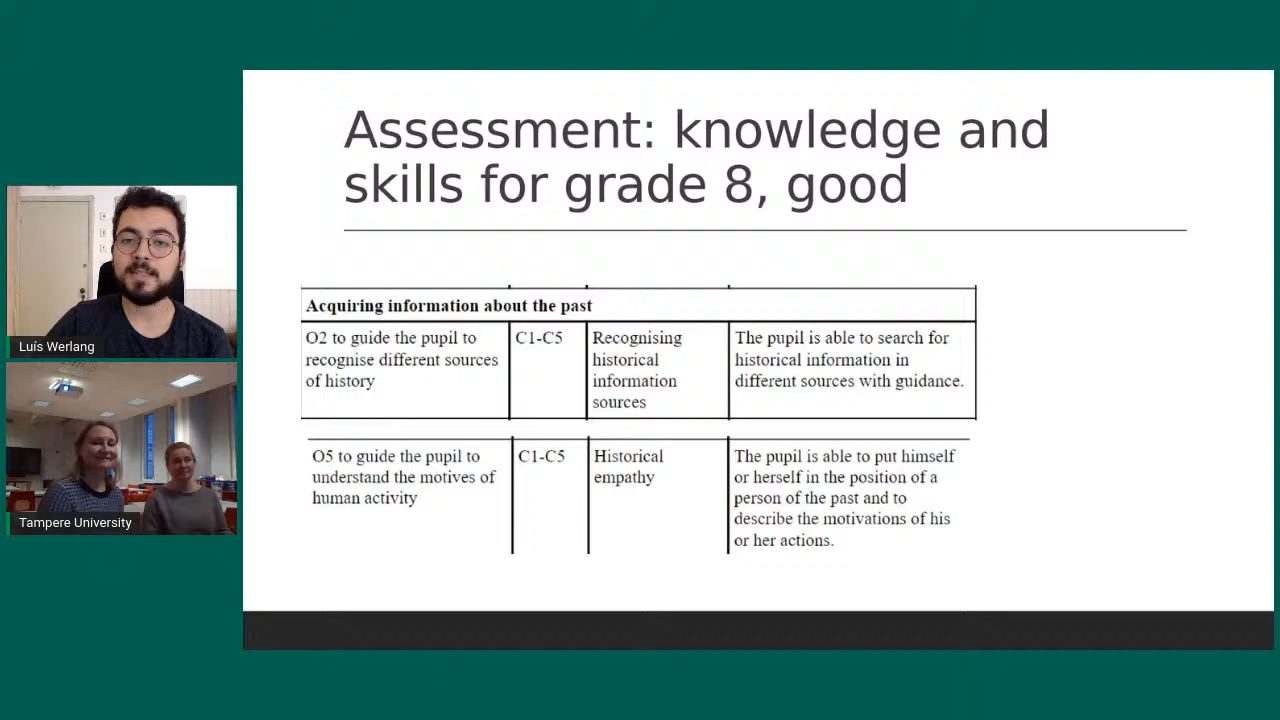 Assessment: knowledge and
skills for grade 8, good
Acquiring information about the past
O2 to guide the pupil to
recognise different sources
of history
C1-C5
Recognising
historical
information
sources
The pupil is able to search for
historical information in
different sources with guidance.
O5 to guide the pupil to
understand the motives of
human activity
C1-C5
Historical
empathy
The pupil is able to put himself
or herself in the position of a
person of the past and to
describe the motivations of his
or her actions.
Luís Werlang
Tampere University